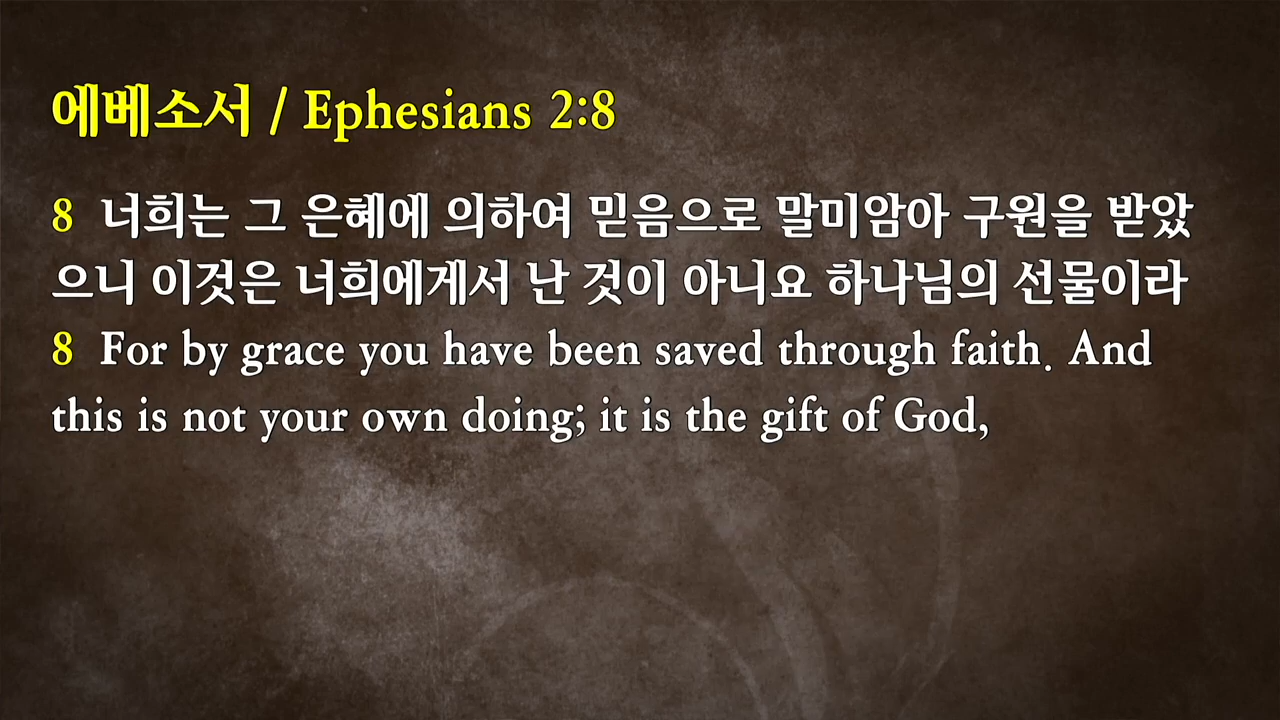 에베소서 / Ephesians 2:8
8 너희는 그 은혜에 의하여 믿음으로 말미암아 구원을 받았
으니 이것은 너희에게서 난 것이 아니요 하나님의 선물이라
8 For by grace you have been saved through faith. And
this is not your own doing; it is the gift of God,